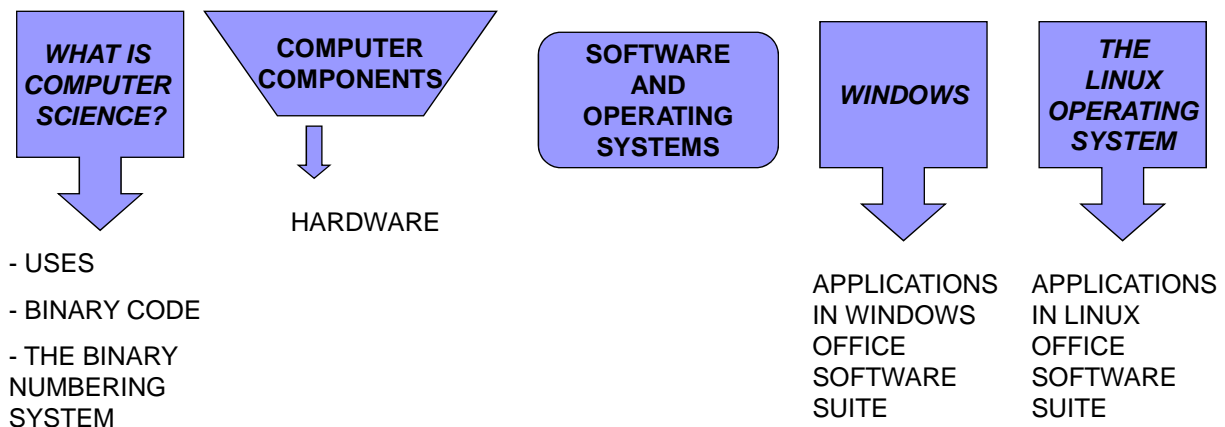 WHAT IS
COMPUTER
SCIENCE?
- USES
- BINARY CODE
- THE BINARY
NUMBERING
SYSTEM
COMPUTER
COMPONENTS
HARDWARE
SOFTWARE
AND
OPERATING
SYSTEMS
WINDOWS
APPLICATIONS
IN WINDOWS
OFFICE
SOFTWARE
SUITE
THE
LINUX
OPERATING
SYSTEM
APPLICATIONS
IN LINUX
OFFICE
SOFTWARE
SUITE